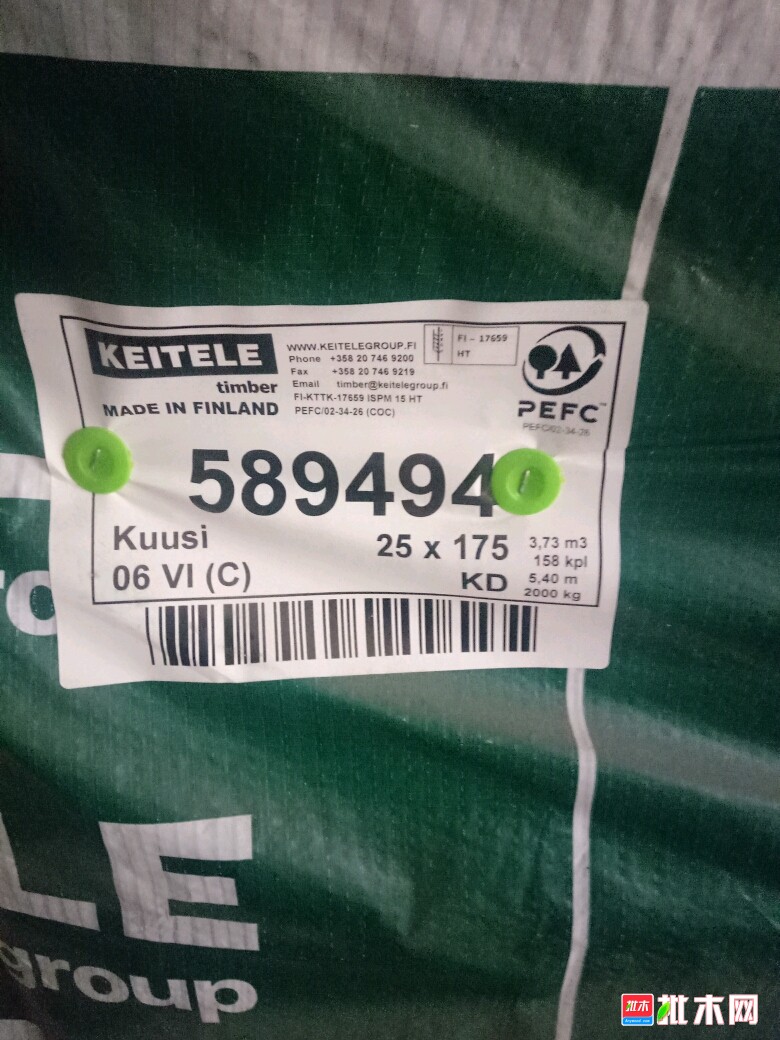 KEITELE
timber
MADE IN FINLAND
WWW.KEITELEGROUP.FI
Phone +358 20 746 9200
Fax +358 20 746 9219
Email timber@keitelegroup.fi
FI-KTTK-17659 ISPM 15 HT
PEFC/02-34-26 (COC)
FI - 17659
HT
PEFC™
PEFC/02-34-26
589494
Kuusi
25 x 175
3,73 m3
158 kpl
06 VI (C)
KD
5,40 m
2000 kg
LE
group
批木
批木网